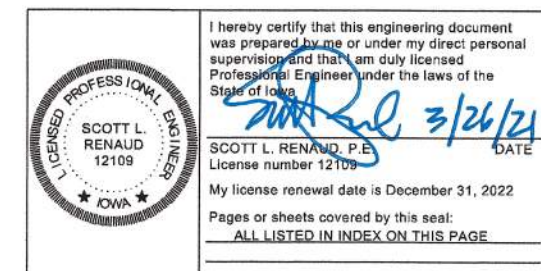 LICENSED PROFESSIONAL ENGINEER
SCOTT L.
RENAUD
12109
IOWA
I hereby certify that this engineering document
was prepared by me or under my direct personal
supervision and that I am duly licensed
Professional Engineer under the laws of the
State of Iowa
3/26/21
SCOTT L. RENAUD. P.E. DATE
License number 12109
My license renewal date is December 31, 2022
Pages or sheets covered by this seal:
ALL LISTED IN INDEX ON THIS PAGE